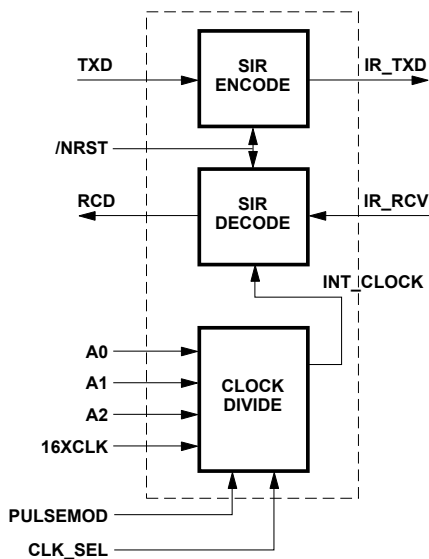 TXD
SIR
ENCODE
IR_TXD
/NRST
RCD
SIR
DECODE
IR_RCV
INT_CLOCK
A0
A1
A2
16XCLK
CLOCK
DIVIDE
PULSEMOD
CLK_SEL